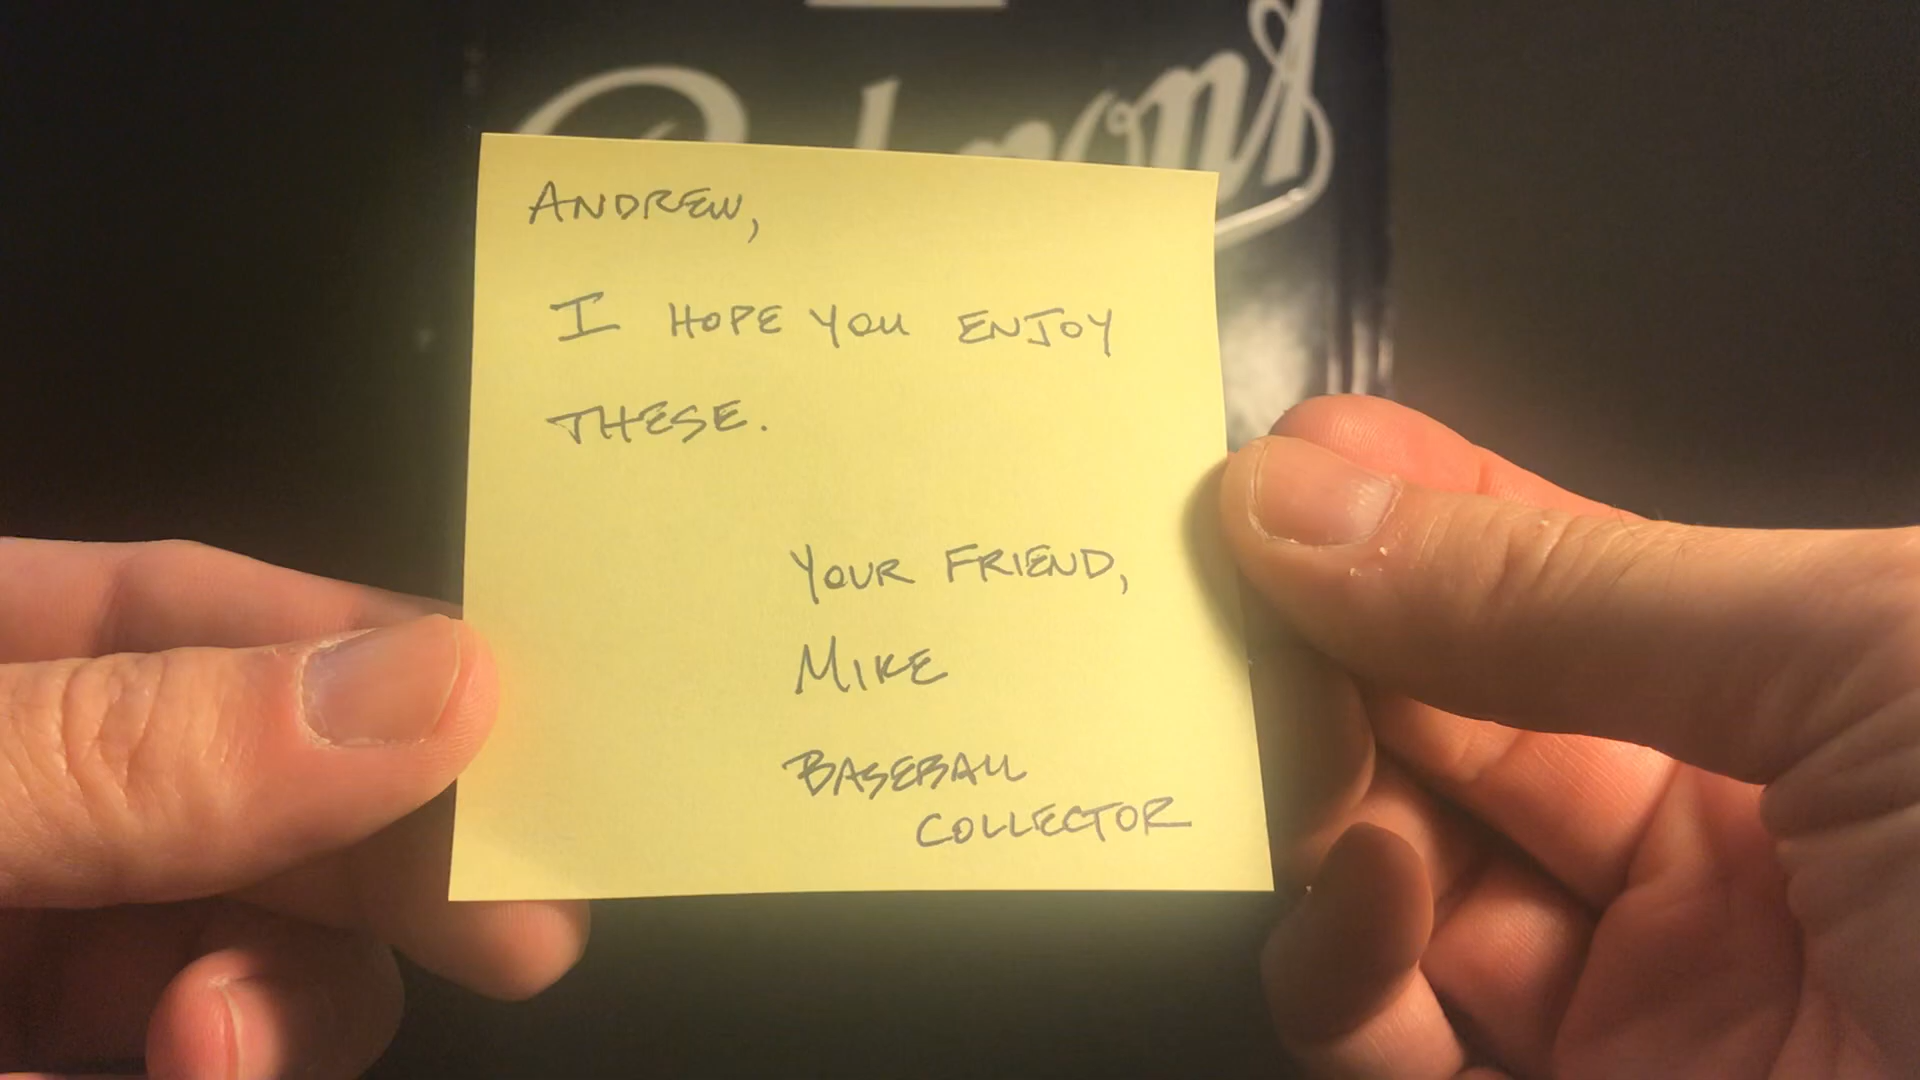 ANDREW,
I HOPE YOU ENJOY
THESE.
YOUR FRIEND,
MIKE
BASEBALL
COLLECTOR